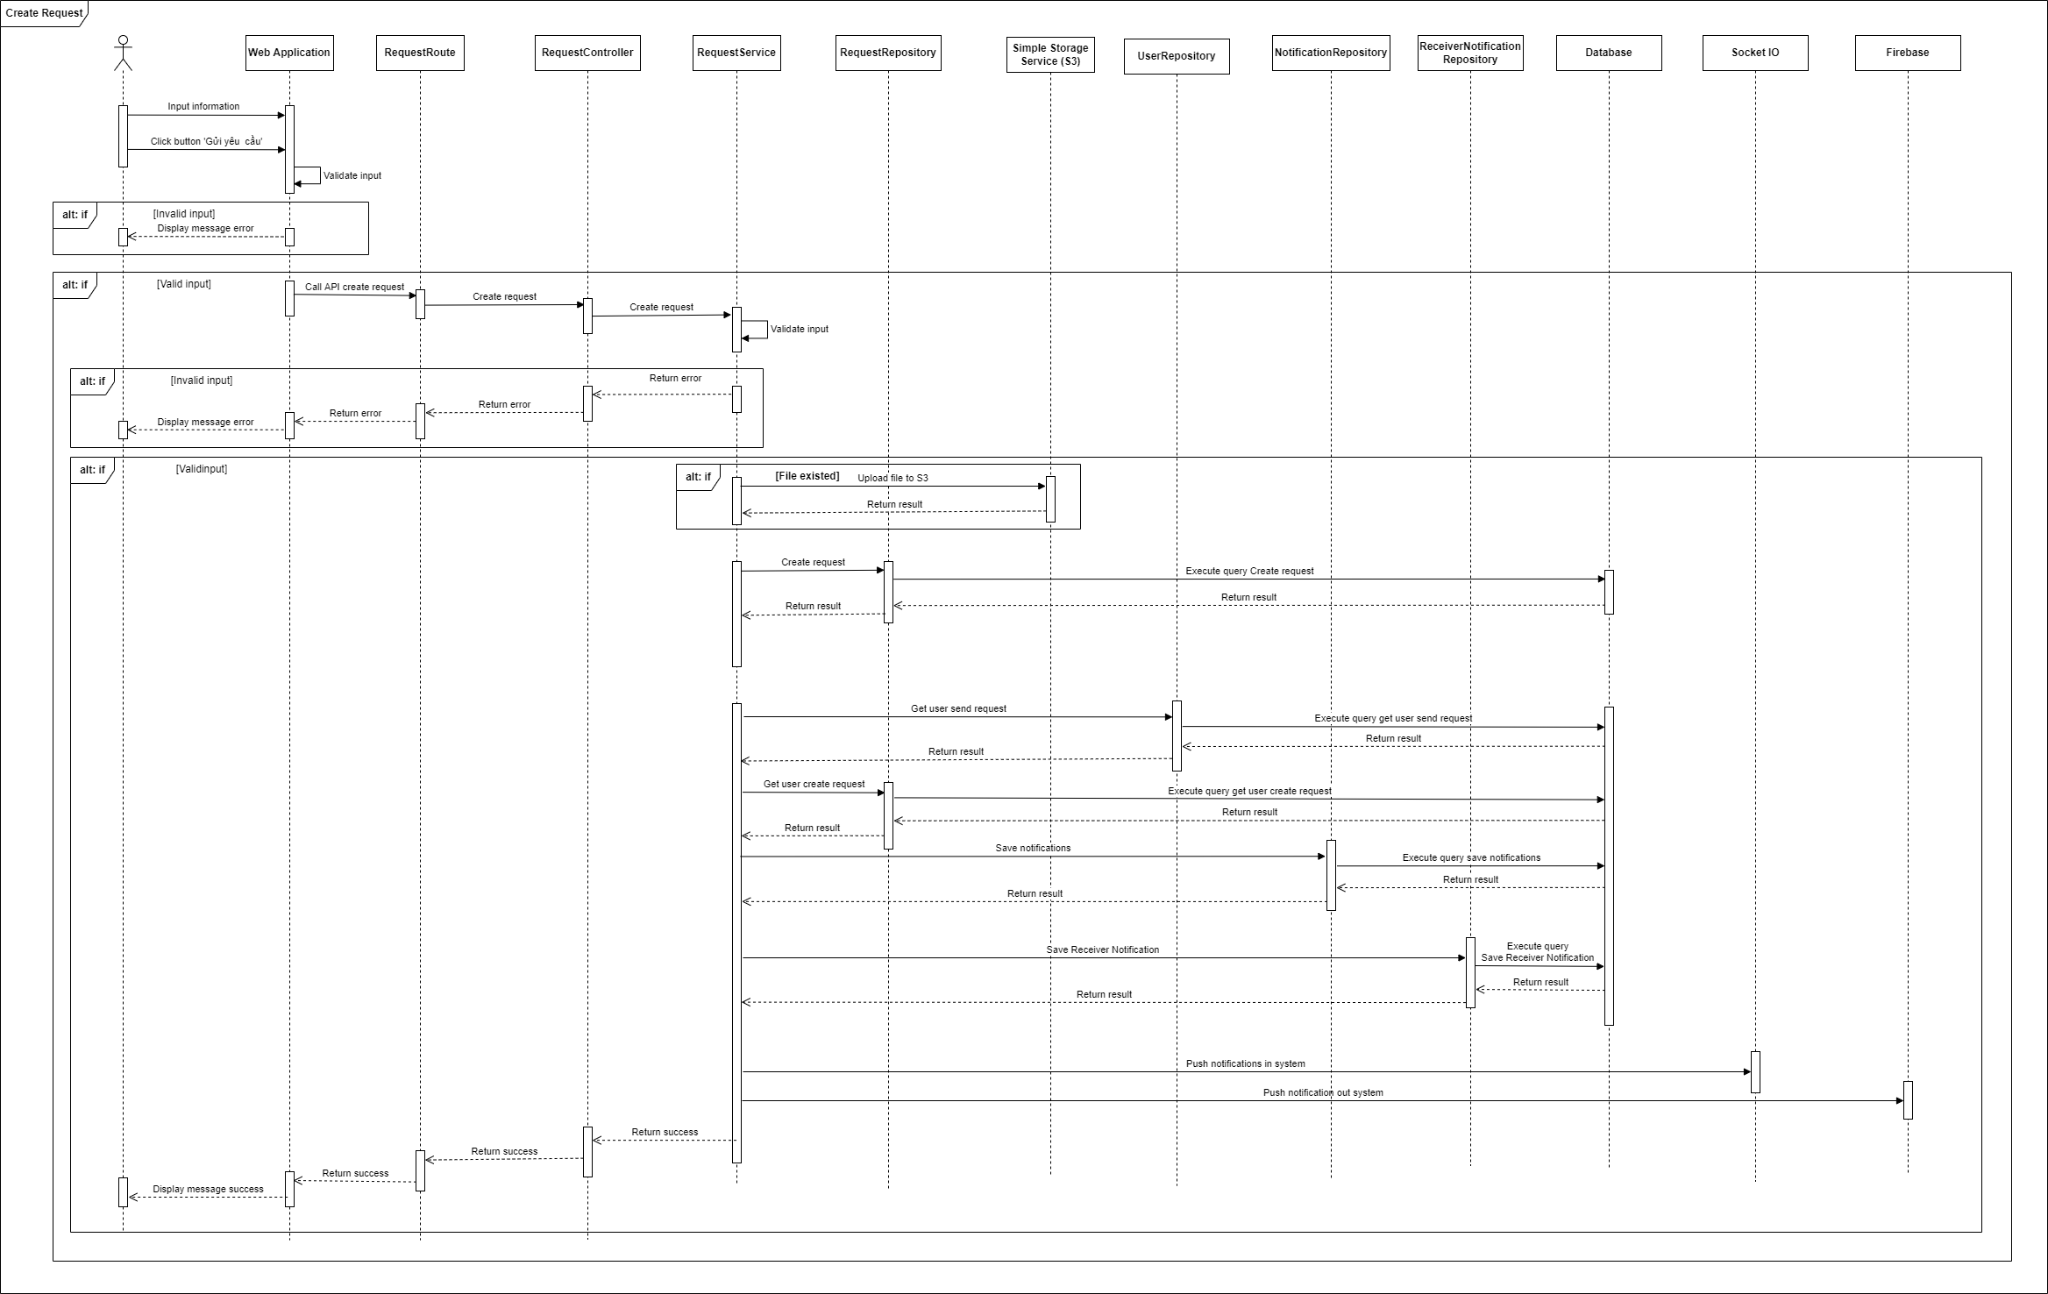 Create Request
Web Application
RequestRoute
RequestController
RequestService
RequestRepository
Simple Storage
Service (S3)
UserRepository
NotificationRepository
ReceiverNotification
Repository
Database
Socket IO
Firebase
Input information
Click button 'Gửi yêu cầu'
Validate input
alt: if
[Invalid input]
Display message error
alt: if
[Valid input]
Call API create request
Create request
Create request
Validate input
alt: if
[Invalid input]
Return error
Return error
Return error
Display message error
alt: if
[Validinput]
alt: if
[File existed]
Upload file to S3
Return result
Create request
Execute query Create request
Return result
Return result
Get user send request
Execute query get user send request
Return result
Return result
Get user create request
Execute query get user create request
Return result
Return result
Save notifications
Execute query save notifications
Return result
Return result
Save Receiver Notification
Execute query
Save Receiver Notification
Return result
Return result
Push notifications in system
Push notification out system
Return success
Return success
Return success
Display message success